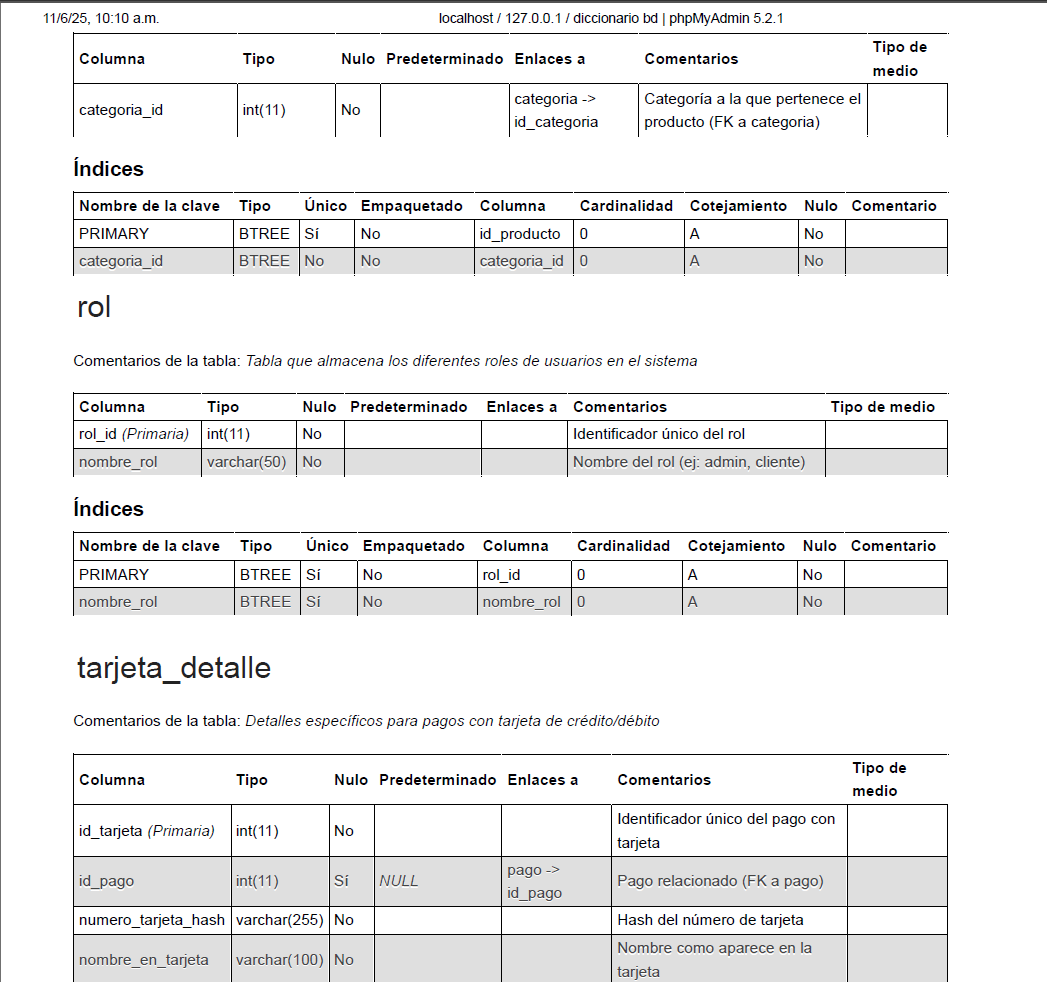 11/6/25, 10:10 a.m. localhost / 127.0.0.1 / diccionario bd | phpMyAdmin 5.2.1
Columna Tipo Nulo Predeterminado Enlaces a Comentarios Tipo de medio
categoria_id int(11) No categoria -> id_categoria Categoría a la que pertenece el producto (FK a categoria)
Índices
Nombre de la clave Tipo Único Empaquetado Columna Cardinalidad Cotejamiento Nulo Comentario
PRIMARY BTREE Sí No id_producto 0 A No
categoria_id BTREE No No categoria_id 0 A No
rol
Comentarios de la tabla: Tabla que almacena los diferentes roles de usuarios en el sistema
Columna Tipo Nulo Predeterminado Enlaces a Comentarios Tipo de medio
rol_id (Primaria) int(11) No Identificador único del rol
nombre_rol varchar(50) No Nombre del rol (ej: admin, cliente)
Índices
Nombre de la clave Tipo Único Empaquetado Columna Cardinalidad Cotejamiento Nulo Comentario
PRIMARY BTREE Sí No rol_id 0 A No
nombre_rol BTREE Sí No nombre_rol 0 A No
tarjeta_detalle
Comentarios de la tabla: Detalles específicos para pagos con tarjeta de crédito/débito
Columna Tipo Nulo Predeterminado Enlaces a Comentarios Tipo de medio
id_tarjeta (Primaria) int(11) No Identificador único del pago con tarjeta
id_pago int(11) Sí NULL pago -> id_pago Pago relacionado (FK a pago)
numero_tarjeta_hash varchar(255) No Hash del número de tarjeta
nombre_en_tarjeta varchar(100) No Nombre como aparece en la tarjeta